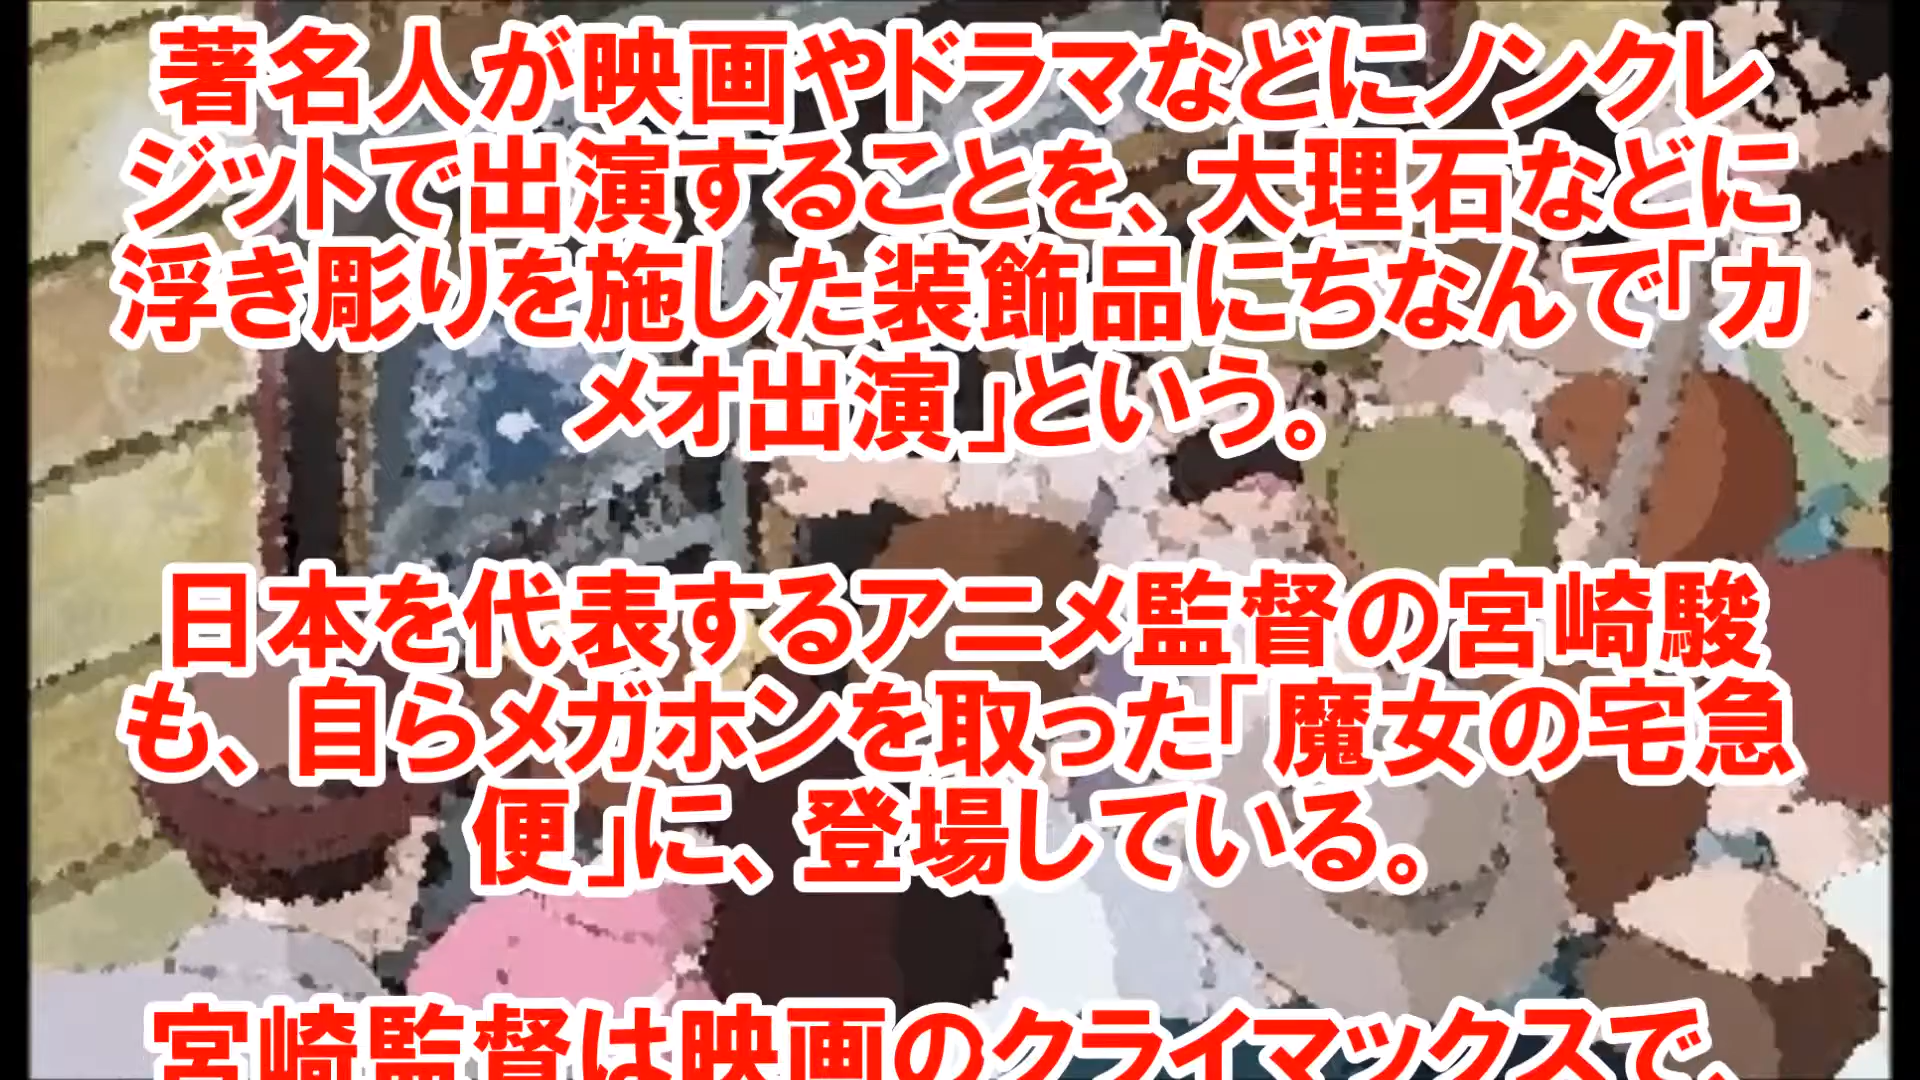 著名人が映画やドラマなどにノンクレ
ジットで出演することを、大理石などに
浮き彫りを施した装飾品にちなんで「カ
メオ出演」という。
日本を代表するアニメ監督の宮崎駿
も、自らメガホンを取った「魔女の宅急
便」に、登場している。
宮崎監督は映画のクライマックスで、